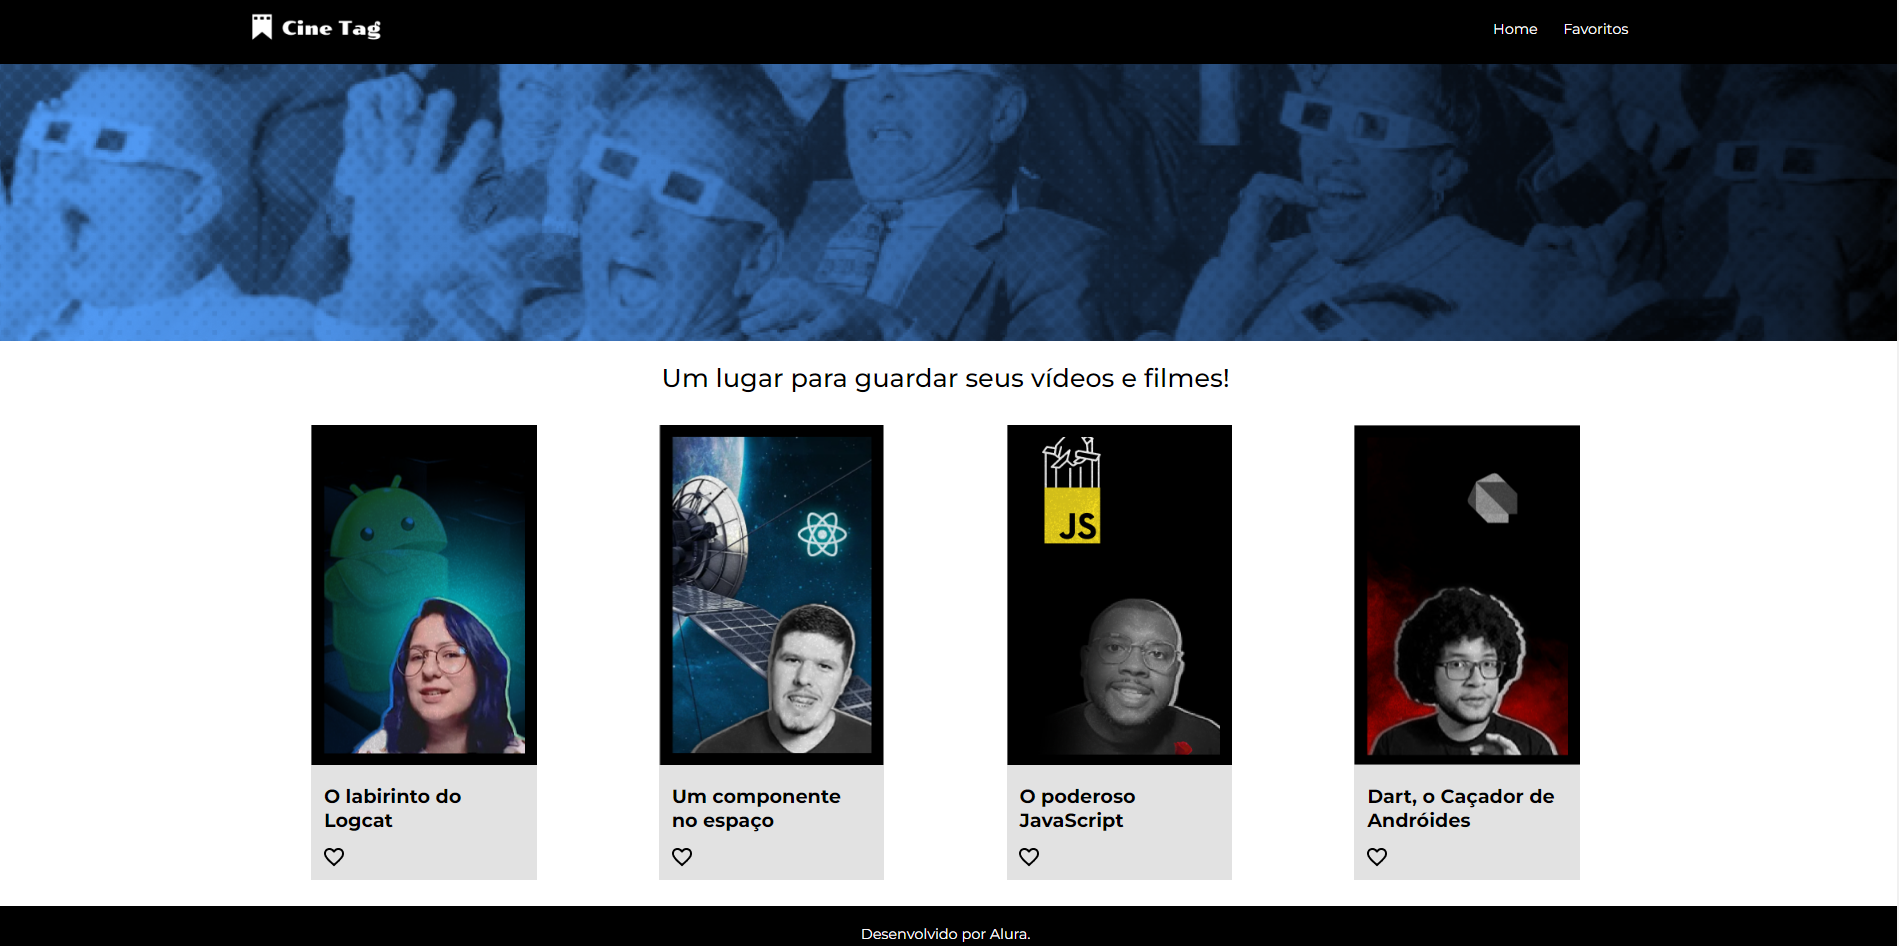 Cine Tag
Home
Favoritos
Um lugar para guardar seus vídeos e filmes!
JS
O labirinto do
Logcat
Um componente
no espaço
O poderoso
JavaScript
Dart, o Caçador de
Andróides
Desenvolvido por Alura.